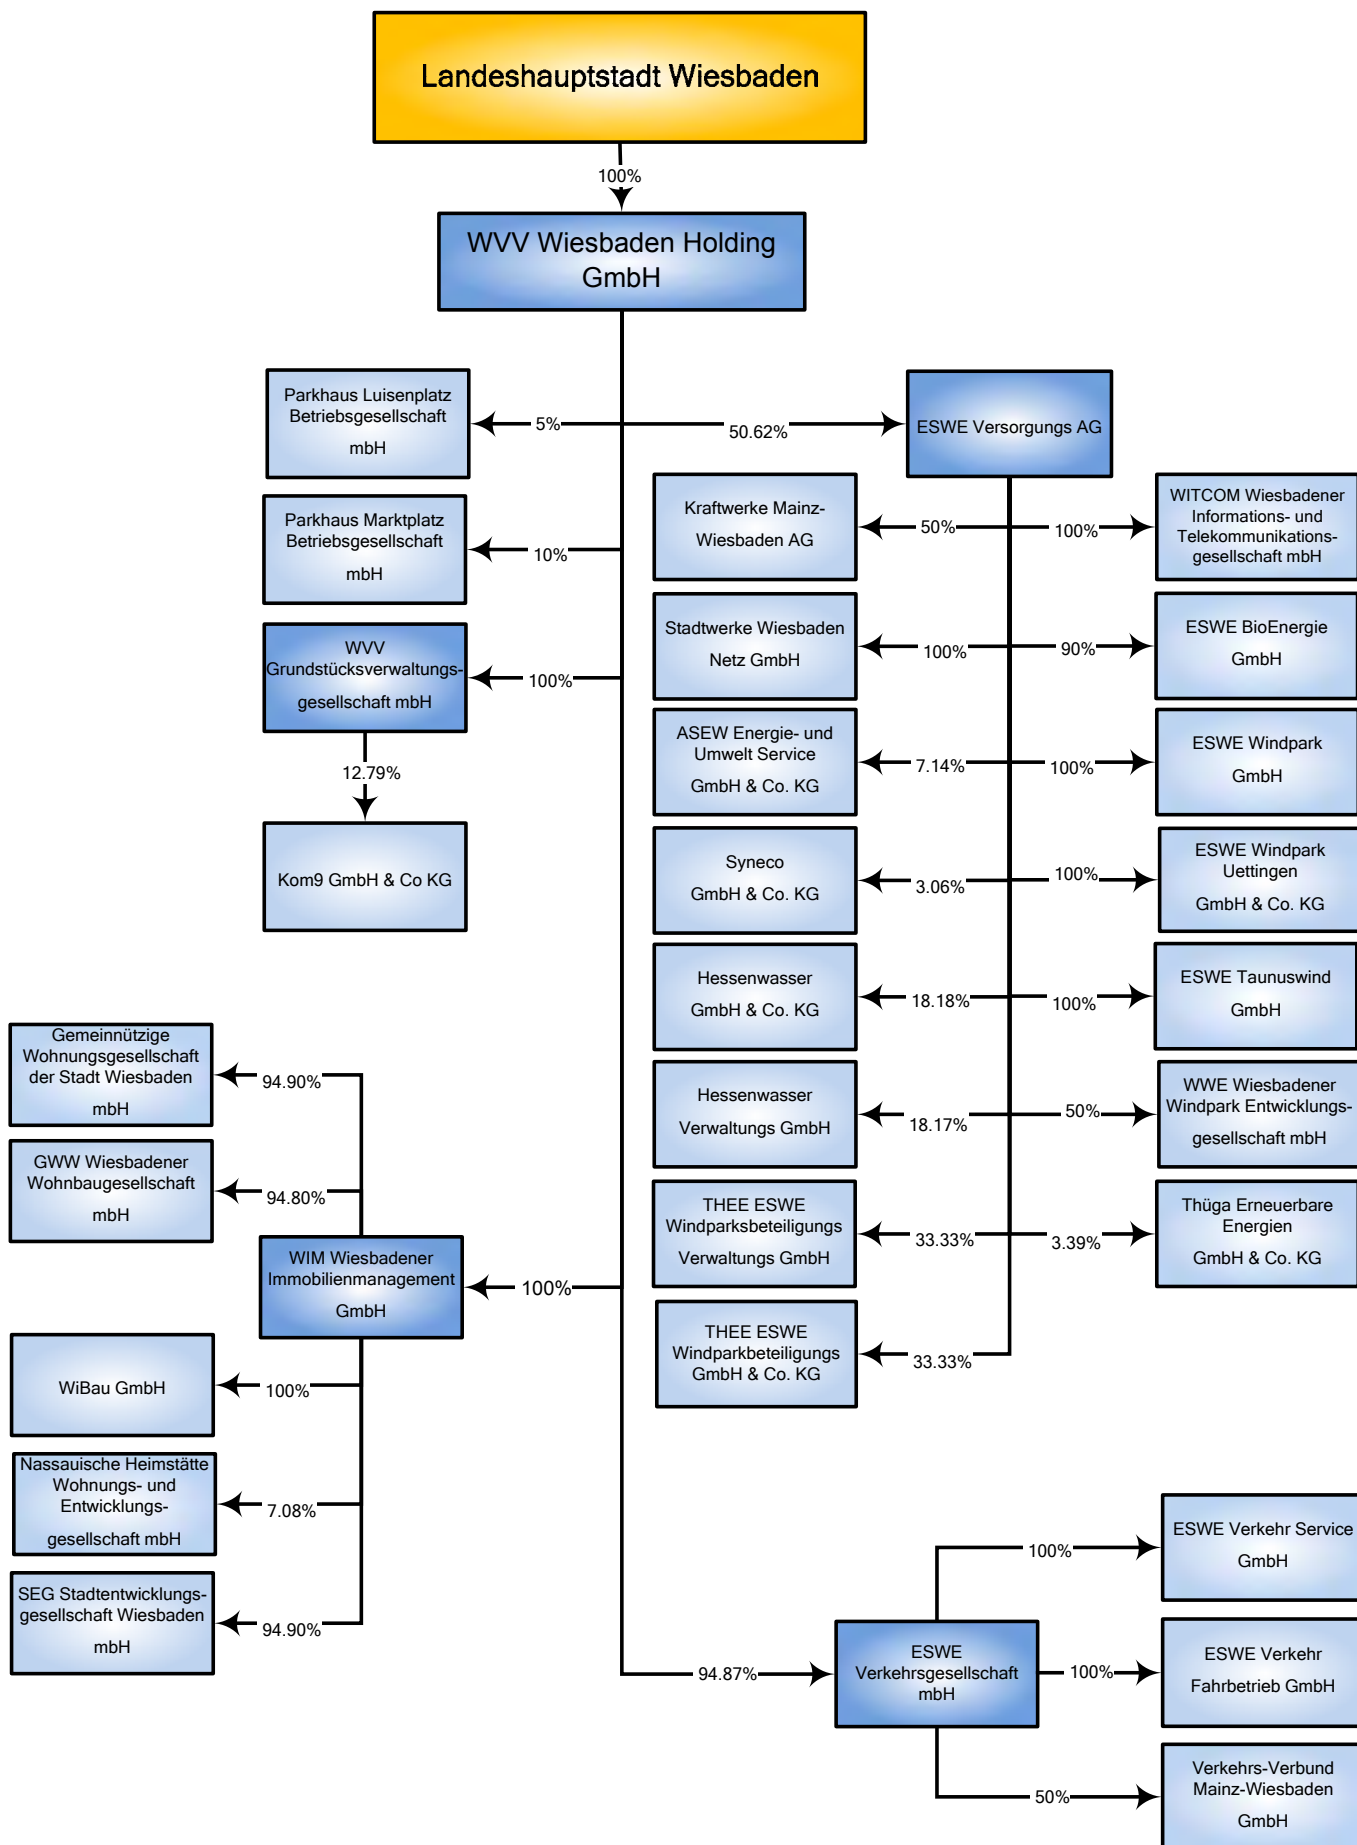 Landeshauptstadt Wiesbaden
100%
WVV Wiesbaden Holding
GmbH
Parkhaus Luisenplatz
Betriebsgesellschaft
mbH
5%
50.62%
ESWE Versorgungs AG
Parkhaus Marktplatz
Betriebsgesellschaft
mbH
10%
WVV
Grundstücksverwaltungs-
gesellschaft mbH
100%
12.79%
Kom9 GmbH & Co KG
Kraftwerke Mainz-
Wiesbaden AG
50%
100%
WITCOM Wiesbadener
Informations- und
Telekommunikations-
gesellschaft mbH
Stadtwerke Wiesbaden
Netz GmbH
100%
90%
ESWE BioEnergie
GmbH
ASEW Energie- und
Umwelt Service
GmbH & Co. KG
7.14%
100%
ESWE Windpark
GmbH
Syneco
GmbH & Co. KG
3.06%
100%
ESWE Windpark
Uettingen
GmbH & Co. KG
Hessenwasser
GmbH & Co. KG
18.18%
100%
ESWE Taunuswind
GmbH
Hessenwasser
Verwaltungs GmbH
18.17%
50%
WWE Wiesbadener
Windpark Entwicklungs-
gesellschaft mbH
THEE ESWE
Windparksbeteiligungs
Verwaltungs GmbH
33.33%
3.39%
Thüga Erneuerbare
Energien
GmbH & Co. KG
THEE ESWE
Windparkbeteiligungs
GmbH & Co. KG
33.33%
Gemeinnützige
Wohnungsgesellschaft
der Stadt Wiesbaden
mbH
94.90%
GWW Wiesbadener
Wohnbaugesellschaft
mbH
94.80%
WIM Wiesbadener
Immobilienmanagement
GmbH
100%
WiBau GmbH
100%
Nassauische Heimstätte
Wohnungs- und
Entwicklungs-
gesellschaft mbH
7.08%
SEG Stadtentwicklungs-
gesellschaft Wiesbaden
mbH
94.90%
94.87%
ESWE
Verkehrsgesellschaft
mbH
100%
ESWE Verkehr Service
GmbH
100%
ESWE Verkehr
Fahrbetrieb GmbH
50%
Verkehrs-Verbund
Mainz-Wiesbaden
GmbH